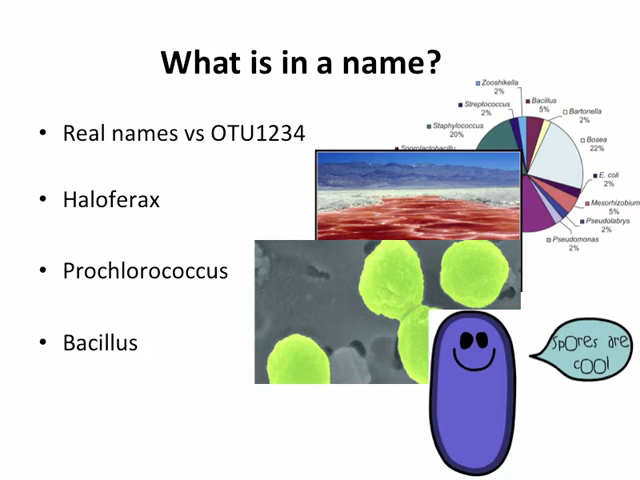 What is in a name?
• Real names vs OTU1234
• Haloferax
• Prochlorococcus
• Bacillus
Zooshikella
2%
Streptococcus
2%
Staphylococcus
20%
Bacillus
5%
Bartonella
2%
Bosea
22%
E. coli
2%
Mesorhizobium
5%
Pseudolabrys
2%
Pseudomonas
2%
Spores are
cool